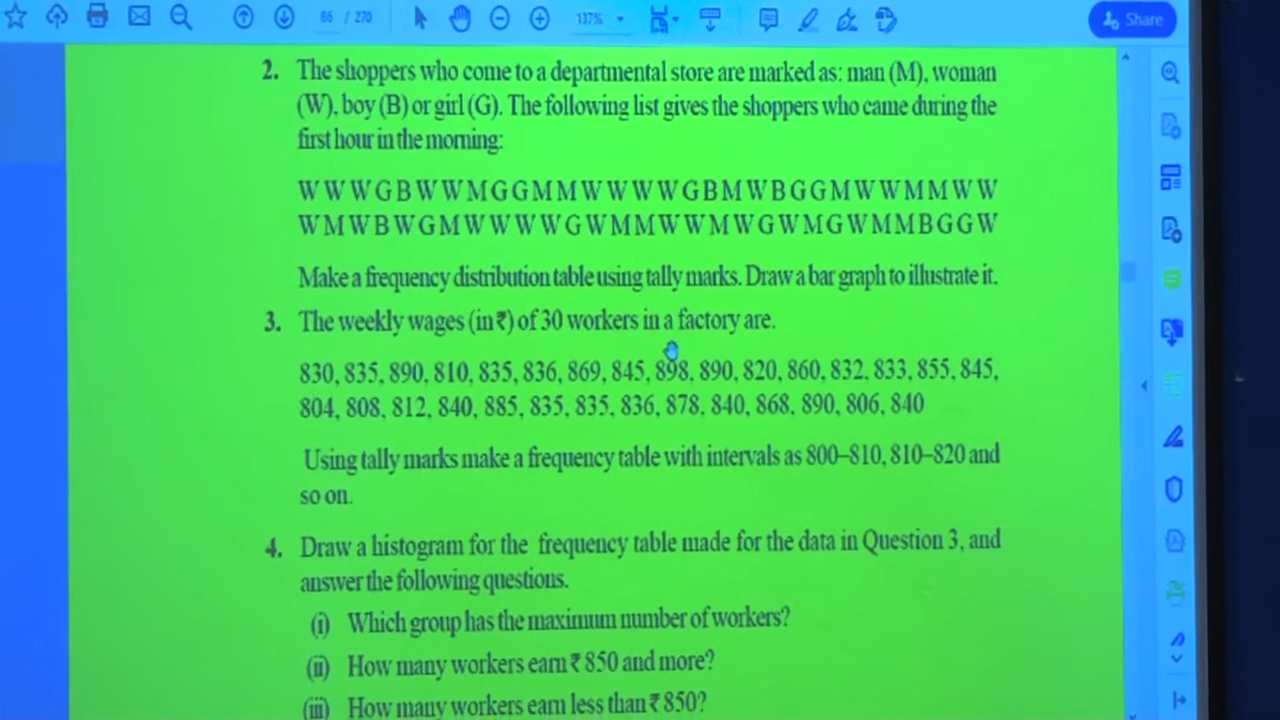 86 / 270
137%
Share
2. The shoppers who come to a departmental store are marked as: man (M), woman
(W), boy (B) or girl (G). The following list gives the shoppers who came during the
first hour in the morning:
W W W G B W W M G G M M W W W W G B M W B G G M W W M M W W
W M W B W G M W W W W G W M M W W M W G W M G W M M B G G W
Make a frequency distribution table using tally marks. Draw a bar graph to illustrate it.
3. The weekly wages (in ₹) of 30 workers in a factory are.
830, 835, 890, 810, 835, 836, 869, 845, 898, 890, 820, 860, 832, 833, 855, 845,
804, 808, 812, 840, 885, 835, 835, 836, 878, 840, 868, 890, 806, 840
Using tally marks make a frequency table with intervals as 800–810, 810–820 and
so on.
4. Draw a histogram for the frequency table made for the data in Question 3, and
answer the following questions.
(i) Which group has the maximum number of workers?
(ii) How many workers earn ₹ 850 and more?
(iii) How many workers earn less than ₹ 850?